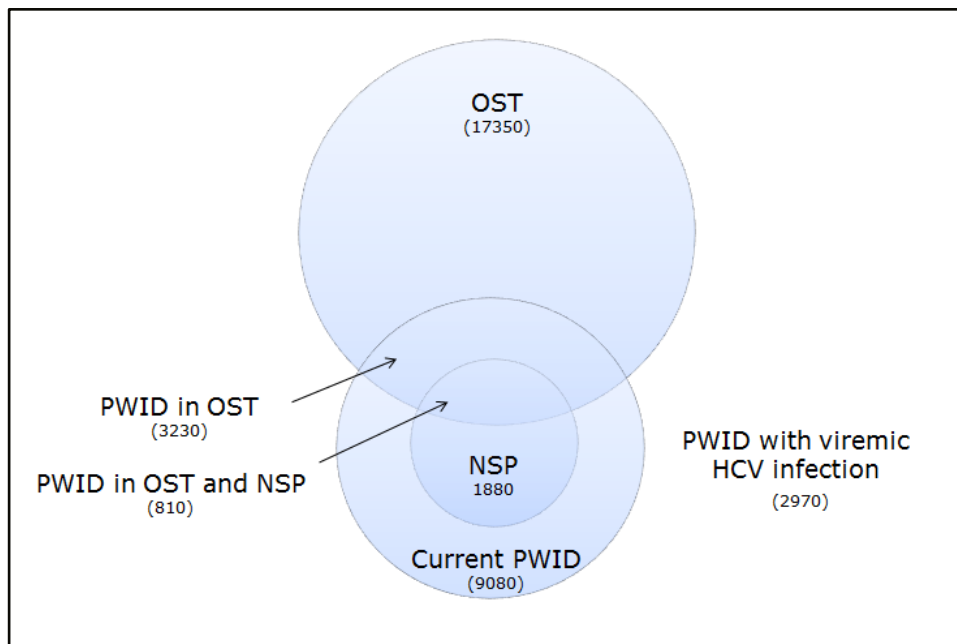 OST
(17350)
PWID in OST
(3230)
PWID in OST and NSP
(810)
NSP
1880
PWID with viremic
HCV infection
(2970)
Current PWID
(9080)